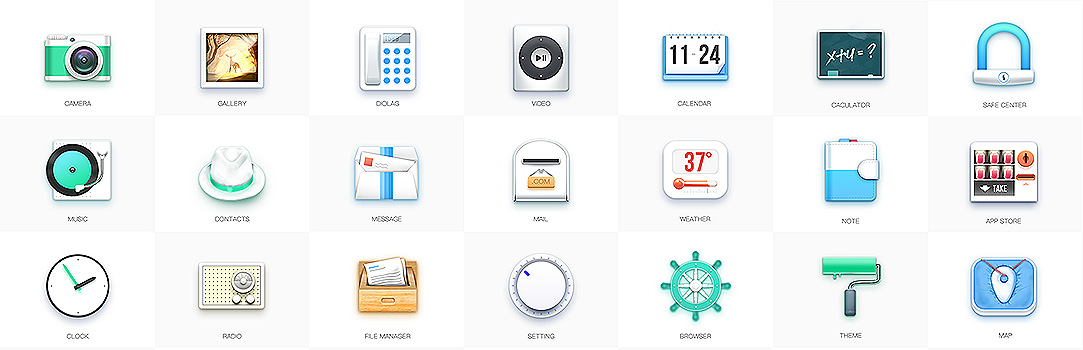 CAMERA
GALLERY
DIOLAG
VIDEO
11-24
CALENDAR
x+y=?
CACULATOR
SAFE CENTER
MUSIC
CONTACTS
MESSAGE
.COM
MAIL
37°
WEATHER
NOTE
TAKE
APP STORE
CLOCK
RADIO
FILE MANAGER
SETTING
BROWSER
THEME
MAP